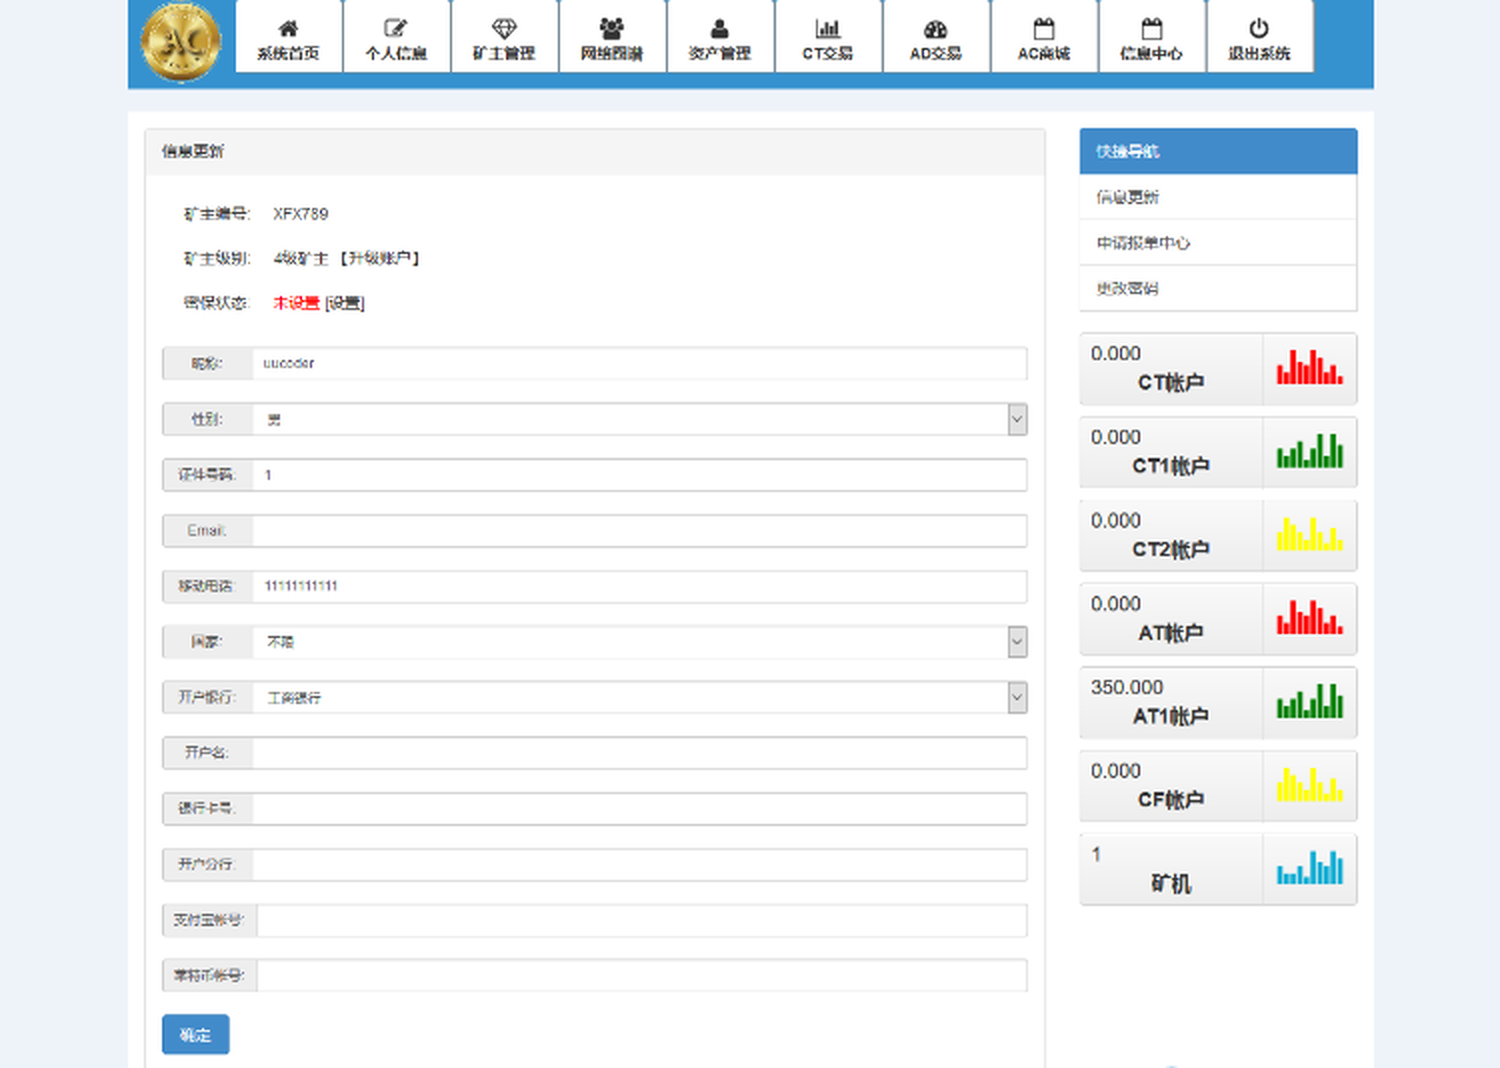 AC
系统首页 个人信息 矿主管理 网络图谱 资产管理 CT交易 AD交易 AC商城 信息中心 退出系统
信息更新
矿主编号: XFX789
矿主级别: 4级矿主 【升级账户】
密保状态: 未设置 [设置]
昵称: uucoder
性别: 男
证件号码: 1
Email:
移动电话: 11111111111
国家: 不限
开户银行: 工商银行
开户名:
银行卡号:
开户分行:
支付宝帐号:
莱特币帐号:
确定
快捷导航
信息更新
申请报单中心
更改密码
0.000
CT帐户
0.000
CT1帐户
0.000
CT2帐户
0.000
AT帐户
350.000
AT1帐户
0.000
CF帐户
1
矿机